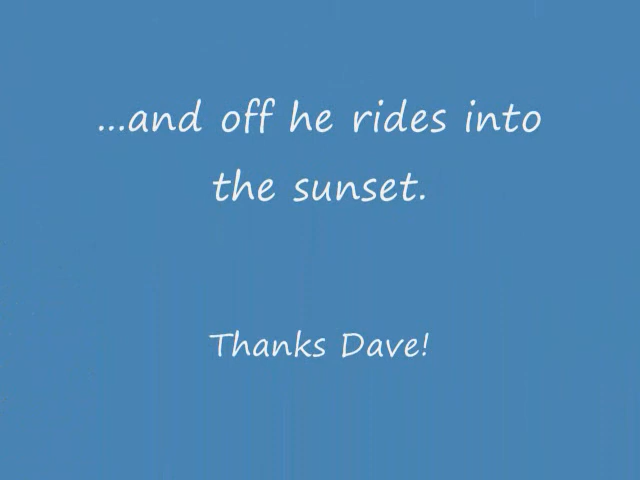 ...and off he rides into
the sunset.
Thanks Dave!